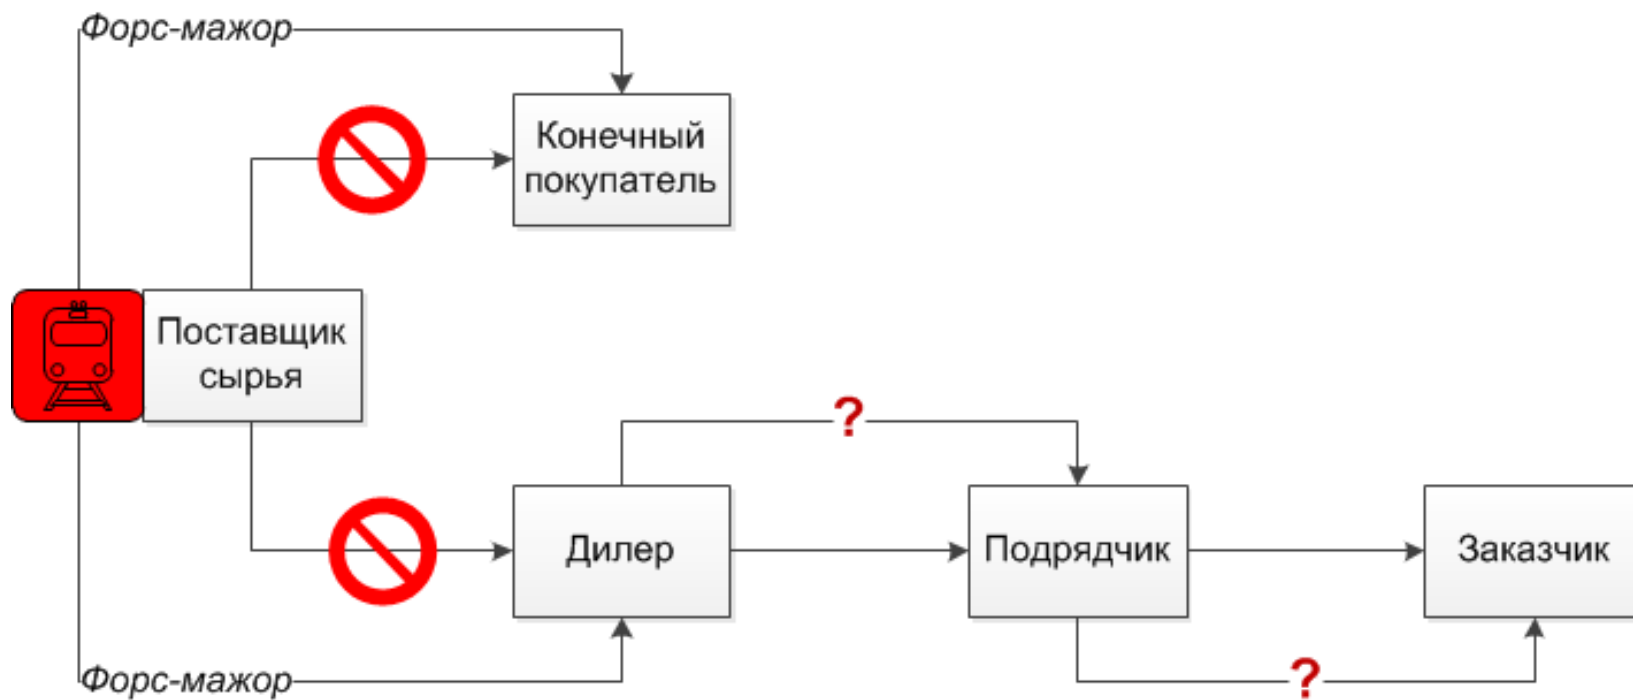 Форс-мажор
Конечный
покупатель
Поставщик
сырья
?
Дилер
Подрядчик
Заказчик
Форс-мажор
?